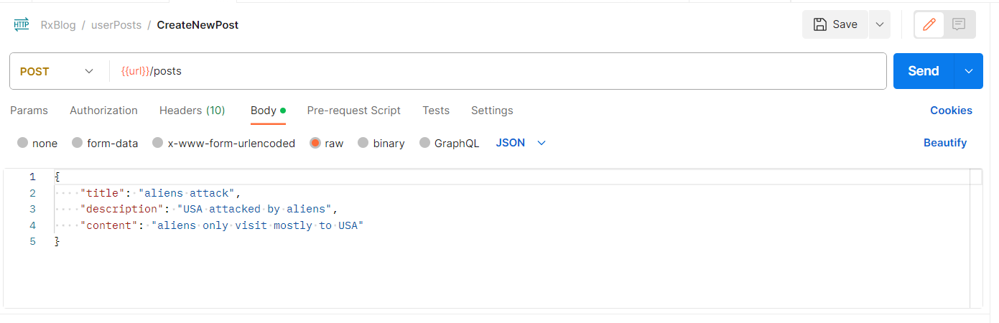 HTTP RxBlog / userPosts / CreateNewPost Save
POST {{url}}/posts Send
Params Authorization Headers (10) Body Pre-request Script Tests Settings Cookies
none form-data x-www-form-urlencoded raw binary GraphQL JSON Beautify
1 {
2 "title": "aliens attack",
3 "description": "USA attacked by aliens",
4 "content": "aliens only visit mostly to USA"
5 }